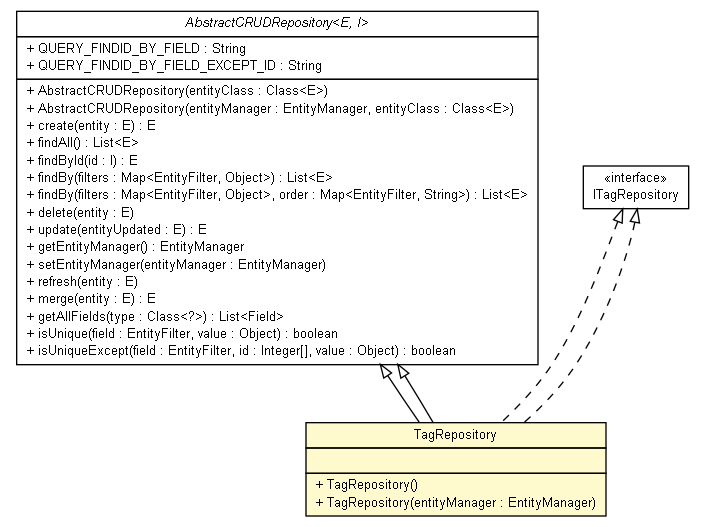 AbstractCRUDRepository<E, I>
+ QUERY_FINDID_BY_FIELD : String
+ QUERY_FINDID_BY_FIELD_EXCEPT_ID : String
+ AbstractCRUDRepository(entityClass : Class<E>)
+ AbstractCRUDRepository(entityManager : EntityManager, entityClass : Class<E>)
+ create(entity : E) : E
+ findAll() : List<E>
+ findById(id : I) : E
+ findBy(filters : Map<EntityFilter, Object>) : List<E>
+ findBy(filters : Map<EntityFilter, Object>, order : Map<EntityFilter, String>) : List<E>
+ delete(entity : E)
+ update(entityUpdated : E) : E
+ getEntityManager() : EntityManager
+ setEntityManager(entityManager : EntityManager)
+ refresh(entity : E)
+ merge(entity : E) : E
+ getAllFields(type : Class<?>) : List<Field>
+ isUnique(field : EntityFilter, value : Object) : boolean
+ isUniqueExcept(field : EntityFilter, id : Integer[], value : Object) : boolean
«interface»
ITagRepository
TagRepository
+ TagRepository()
+ TagRepository(entityManager : EntityManager)